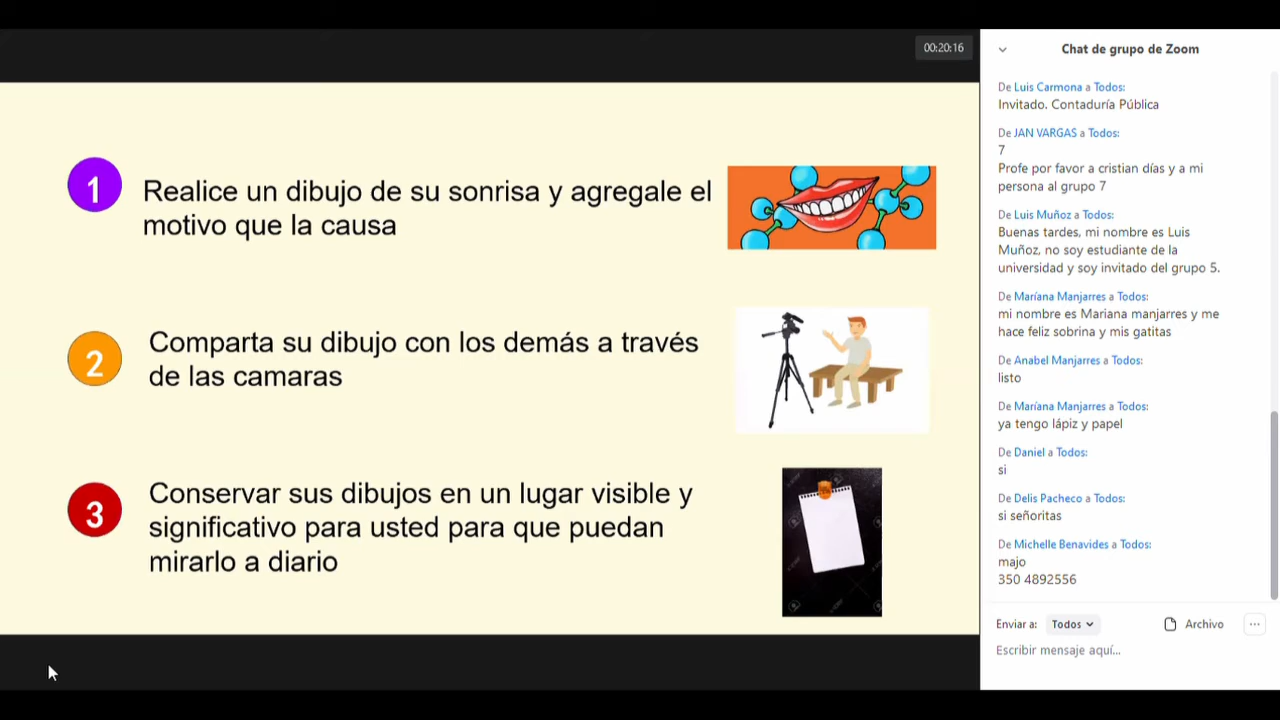 00:20:16
1
Realice un dibujo de su sonrisa y agregale el
motivo que la causa
2
Comparta su dibujo con los demás a través
de las camaras
3
Conservar sus dibujos en un lugar visible y
significativo para usted para que puedan
mirarlo a diario
Chat de grupo de Zoom
De Luis Carmona a Todos:
Invitado. Contaduría Pública
De JAN VARGAS a Todos:
7
Profe por favor a cristian días y a mi
persona al grupo 7
De Luis Muñoz a Todos:
Buenas tardes, mi nombre es Luis
Muñoz, no soy estudiante de la
universidad y soy invitado del grupo 5.
De Maríana Manjarres a Todos:
mi nombre es Mariana manjarres y me
hace feliz sobrina y mis gatitas
De Anabel Manjarres a Todos:
listo
De Maríana Manjarres a Todos:
ya tengo lápiz y papel
De Daniel a Todos:
si
De Delis Pacheco a Todos:
si señoritas
De Michelle Benavides a Todos:
majo
350 4892556
Enviar a: Todos Archivo ...
Escribir mensaje aquí...